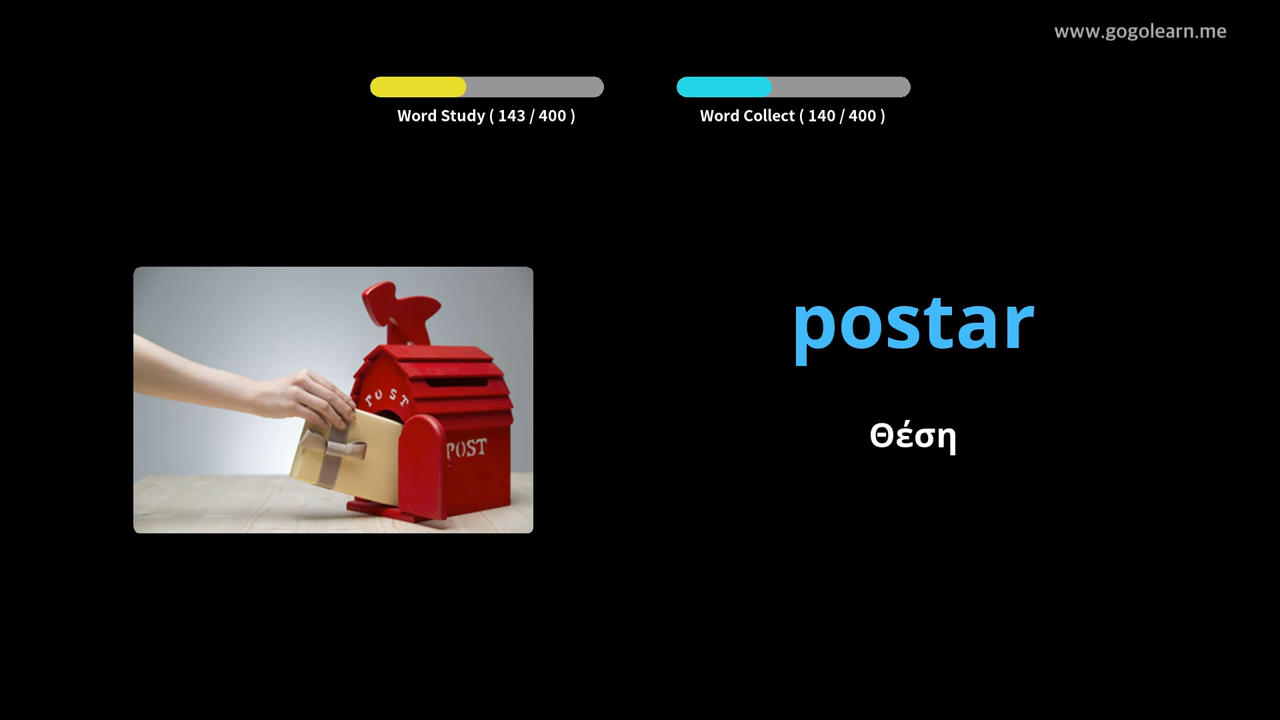 www.gogolearn.me
Word Study ( 143 / 400 )
Word Collect ( 140 / 400 )
postar
Θέση
POST
POST